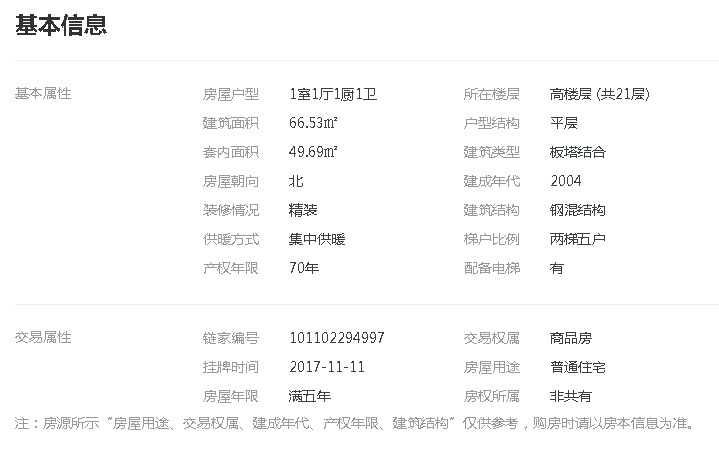 基本信息
基本属性 房屋户型 1室1厅1厨1卫 所在楼层 高楼层 (共21层)
建筑面积 66.53㎡ 户型结构 平层
套内面积 49.69㎡ 建筑类型 板塔结合
房屋朝向 北 建成年代 2004
装修情况 精装 建筑结构 钢混结构
供暖方式 集中供暖 梯户比例 两梯五户
产权年限 70年 配备电梯 有
交易属性 链家编号 101102294997 交易权属 商品房
挂牌时间 2017-11-11 房屋用途 普通住宅
房屋年限 满五年 房权所属 非共有
注：房源所示“房屋用途、交易权属、建成年代、产权年限、建筑结构”仅供参考，购房时请以房本信息为准。